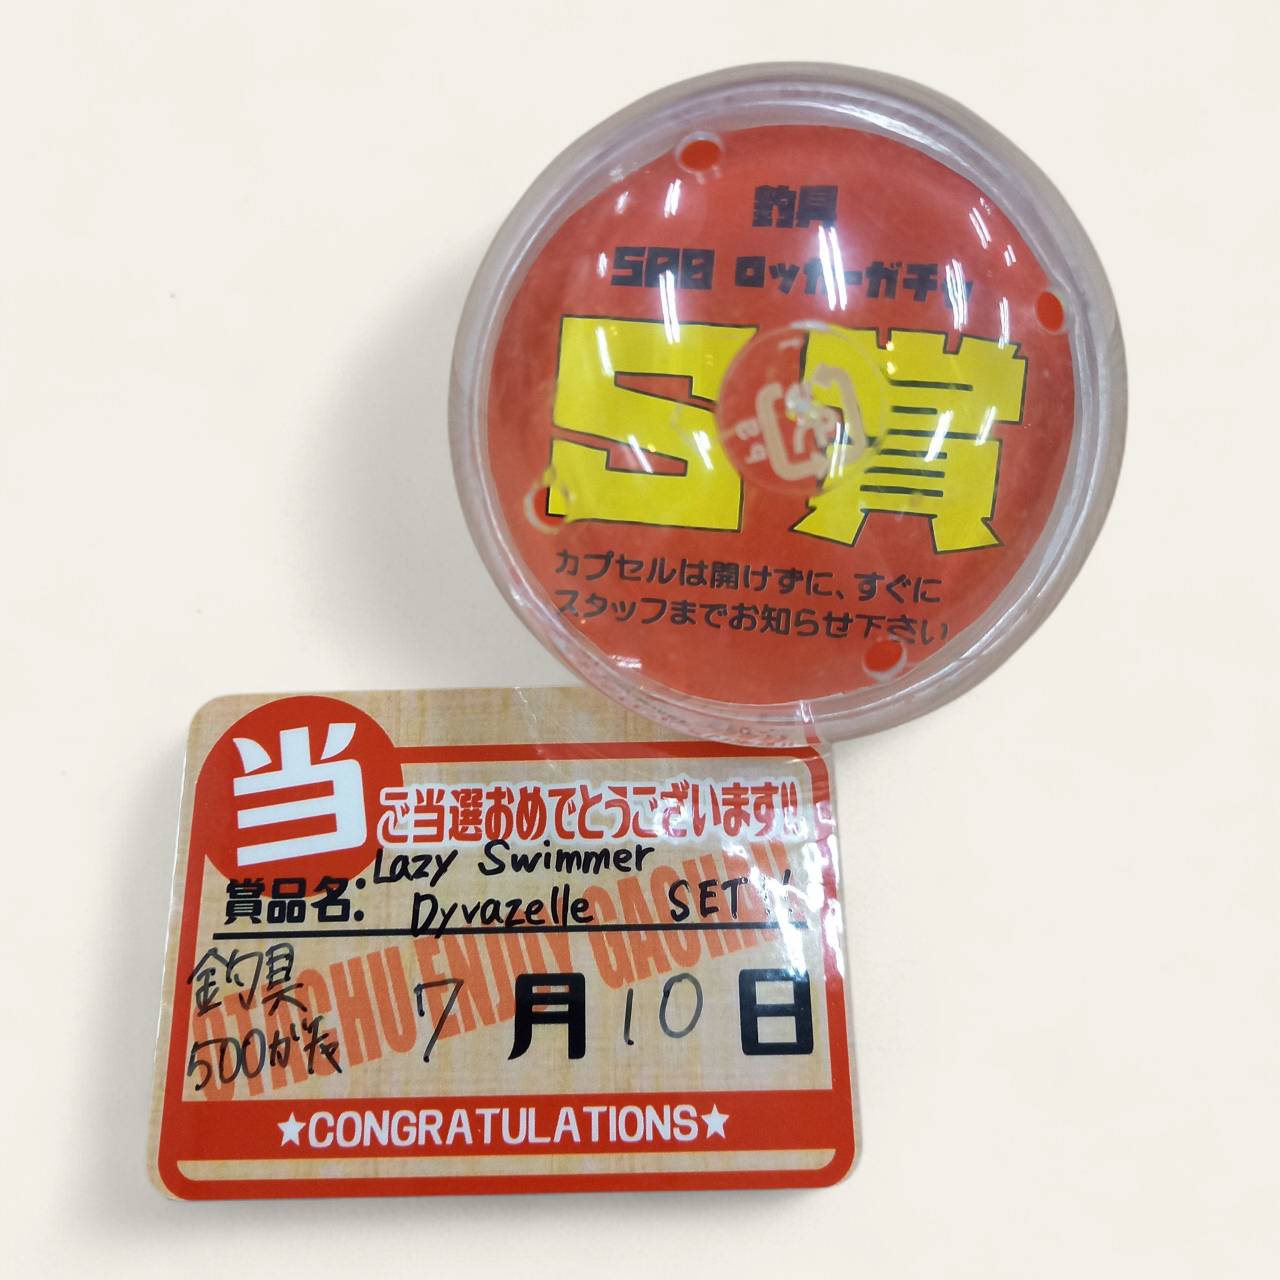 釣具
500 ロッカーガチャ
S賞
カプセルは開けずに、すぐに
スタッフまでお知らせ下さい
当
ご当選おめでとうございます!!
賞品名: Lazy Swimmer
Dyvazelle SET!!
釣具
500ガチャ
7月10日
ENJOY GACHA
★CONGRATULATIONS★